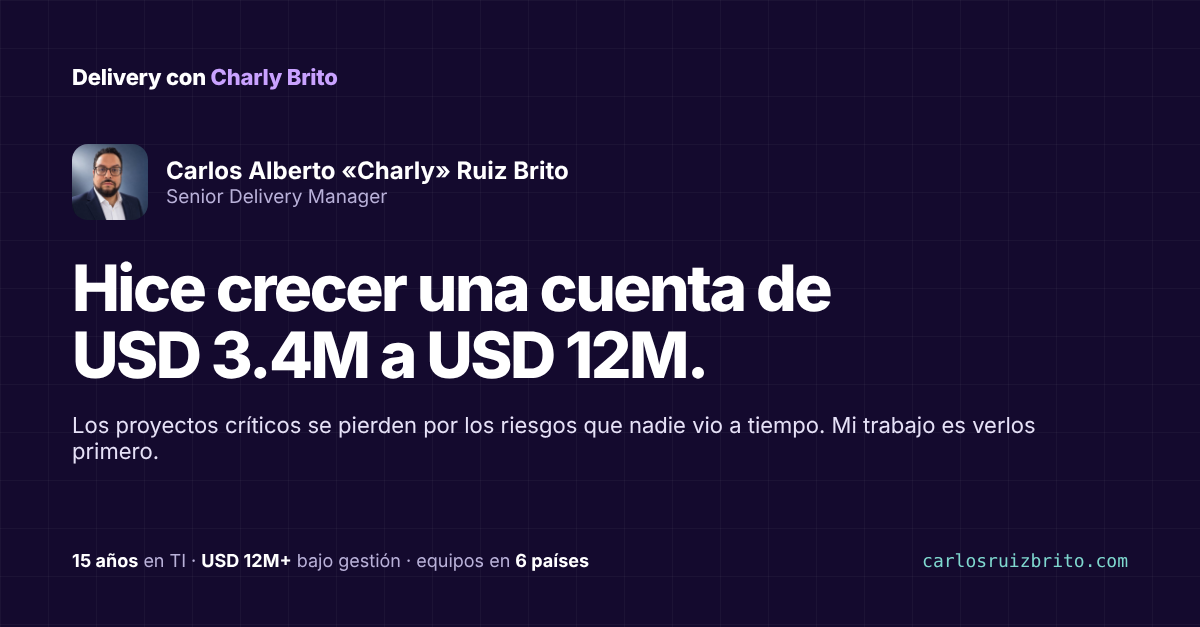 Delivery con Charly Brito
Carlos Alberto «Charly» Ruiz Brito
Senior Delivery Manager
Hice crecer una cuenta de
USD 3.4M a USD 12M.
Los proyectos críticos se pierden por los riesgos que nadie vio a tiempo. Mi trabajo es verlos
primero.
15 años en TI · USD 12M+ bajo gestión · equipos en 6 países
carlosruizbrito.com